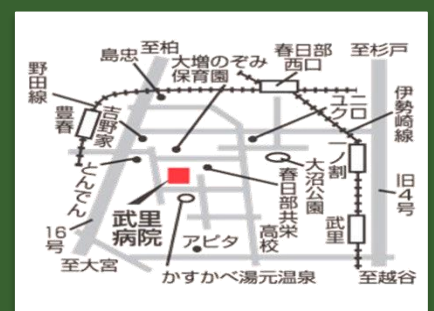 至柏
島忠
大増のぞみ
保育園
春日部
西口
至杉戸
野田線
豊春
吉野家
ユニクロ
伊勢崎線
一ノ割
とんでん
大沼公園
春日部共栄
高校
旧4号
武里
武里
病院
16
号
アピタ
至大宮
かすかべ湯元温泉
至越谷